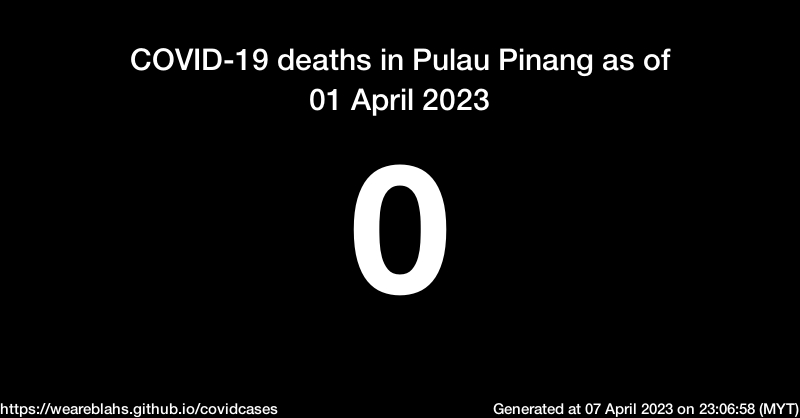 COVID-19 deaths in Pulau Pinang as of
01 April 2023
0
https://weareblahs.github.io/covidcases
Generated at 07 April 2023 on 23:06:58 (MYT)